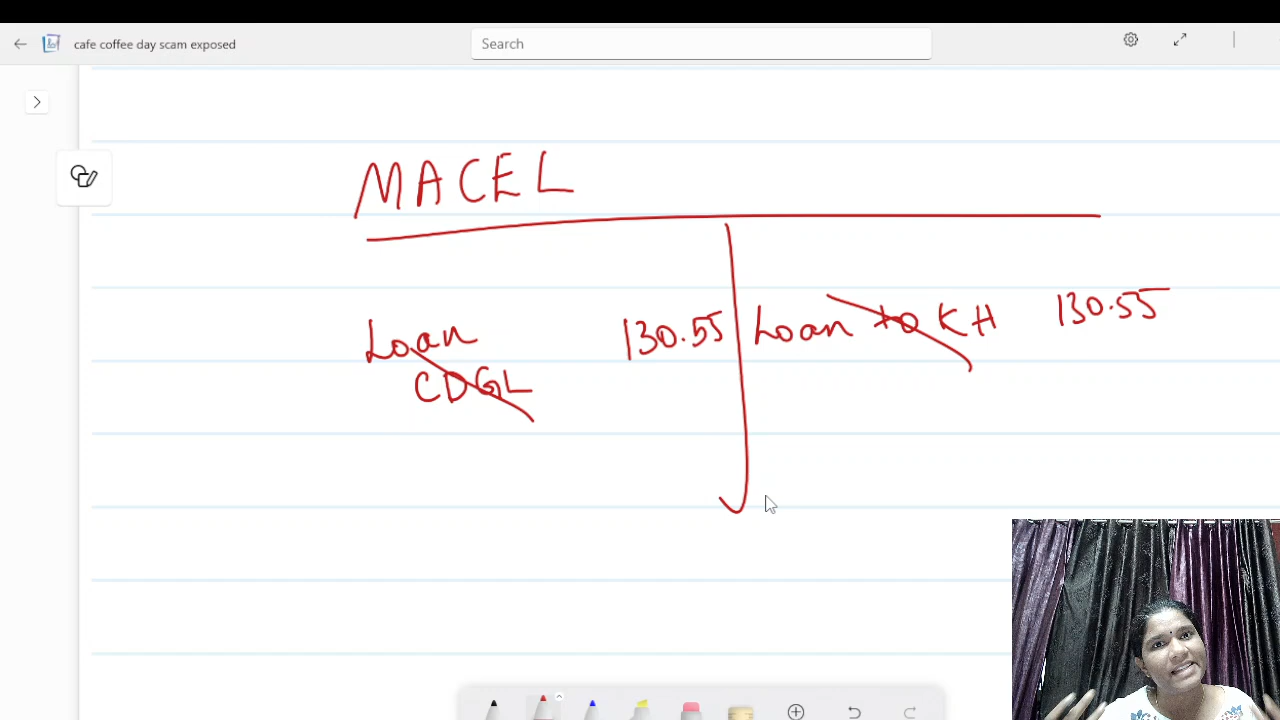 cafe coffee day scam exposed
Search
MACEL
Loan 130.55 Loan to KH 130.55
CDGL